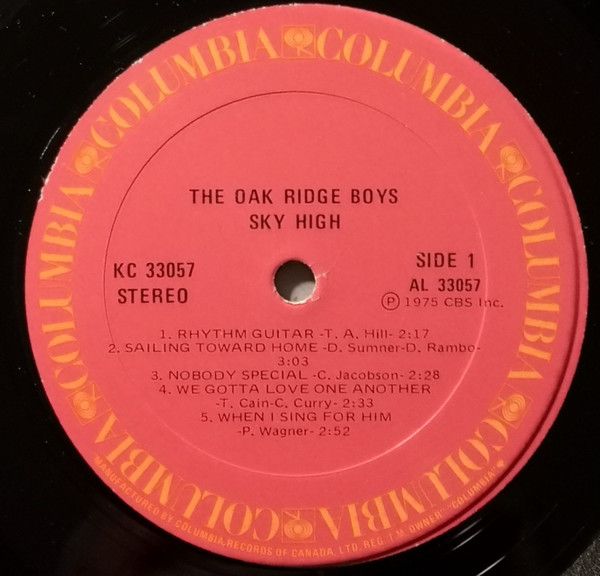 COLUMBIA COLUMBIA COLUMBIA COLUMBIA COLUMBIA COLUMBIA COLUMBIA COLUMBIA
THE OAK RIDGE BOYS
SKY HIGH
KC 33057
STEREO
SIDE 1
AL 33057
Ⓟ 1975 CBS Inc.
1. RHYTHM GUITAR -T. A. Hill- 2:17
2. SAILING TOWARD HOME -D. Sumner-D. Rambo-
3:03
3. NOBODY SPECIAL -C. Jacobson- 2:28
4. WE GOTTA LOVE ONE ANOTHER
-T. Cain-C. Curry- 2:33
5. WHEN I SING FOR HIM
-P. Wagner- 2:52
"MANUFACTURED BY COLUMBIA RECORDS OF CANADA, LTD. REG. T.M. OWNER" "COLUMBIA"